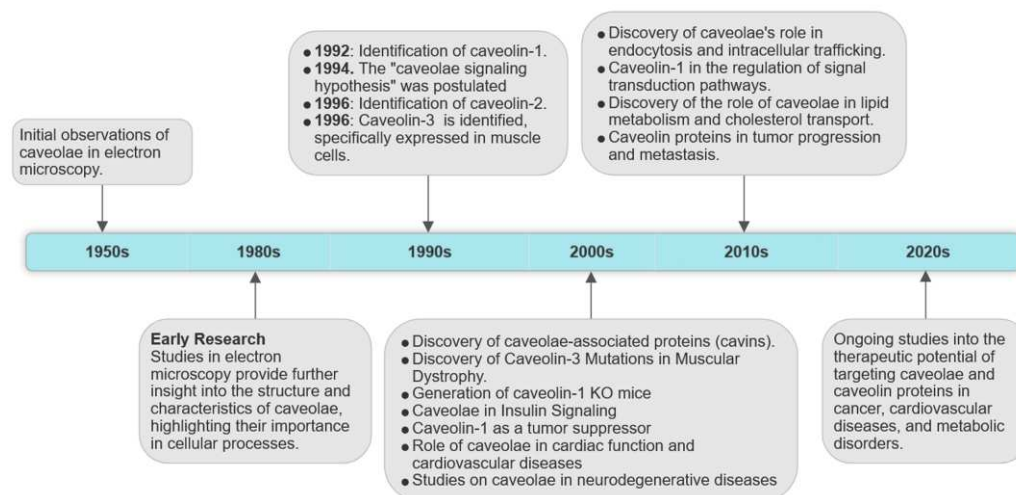 Initial observations of
caveolae in electron
microscopy.
● 1992: Identification of caveolin-1.
● 1994. The "caveolae signaling
hypothesis" was postulated
● 1996: Identification of caveolin-2.
● 1996: Caveolin-3 is identified,
specifically expressed in muscle
cells.
● Discovery of caveolae's role in
endocytosis and intracellular trafficking.
● Caveolin-1 in the regulation of signal
transduction pathways.
● Discovery of the role of caveolae in lipid
metabolism and cholesterol transport.
● Caveolin proteins in tumor progression
and metastasis.
1950s 1980s 1990s 2000s 2010s 2020s
Early Research
Studies in electron
microscopy provide further
insight into the structure and
characteristics of caveolae,
highlighting their importance
in cellular processes.
● Discovery of caveolae-associated proteins (cavins).
● Discovery of Caveolin-3 Mutations in Muscular
Dystrophy.
● Generation of caveolin-1 KO mice
● Caveolae in Insulin Signaling
● Caveolin-1 as a tumor suppressor
● Role of caveolae in cardiac function and
cardiovascular diseases
● Studies on caveolae in neurodegenerative diseases
Ongoing studies into the
therapeutic potential of
targeting caveolae and
caveolin proteins in
cancer, cardiovascular
diseases, and metabolic
disorders.